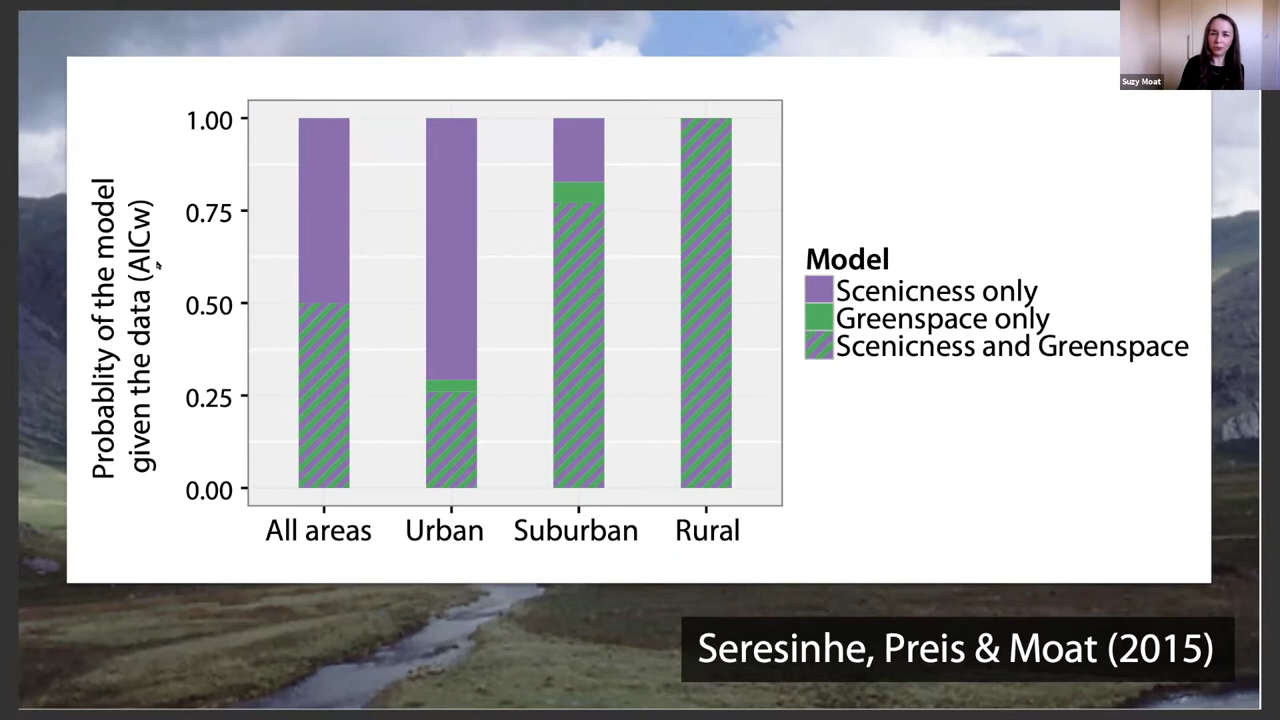 Suzy Moat
Probablity of the model
given the data (AICw)
1.00
0.75
0.50
0.25
0.00
All areas
Urban
Suburban
Rural
Model
Scenicness only
Greenspace only
Scenicness and Greenspace
Seresinhe, Preis & Moat (2015)